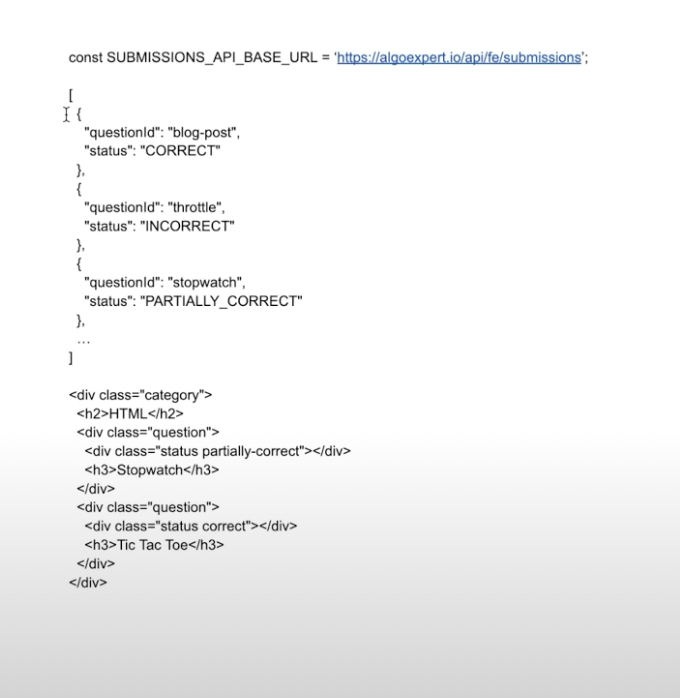 const SUBMISSIONS_API_BASE_URL = 'https://algoexpert.io/api/fe/submissions';
[
{
"questionId": "blog-post",
"status": "CORRECT"
},
{
"questionId": "throttle",
"status": "INCORRECT"
},
{
"questionId": "stopwatch",
"status": "PARTIALLY_CORRECT"
},
...
]
<div class="category">
<h2>HTML</h2>
<div class="question">
<div class="status partially-correct"></div>
<h3>Stopwatch</h3>
</div>
<div class="question">
<div class="status correct"></div>
<h3>Tic Tac Toe</h3>
</div>
</div>